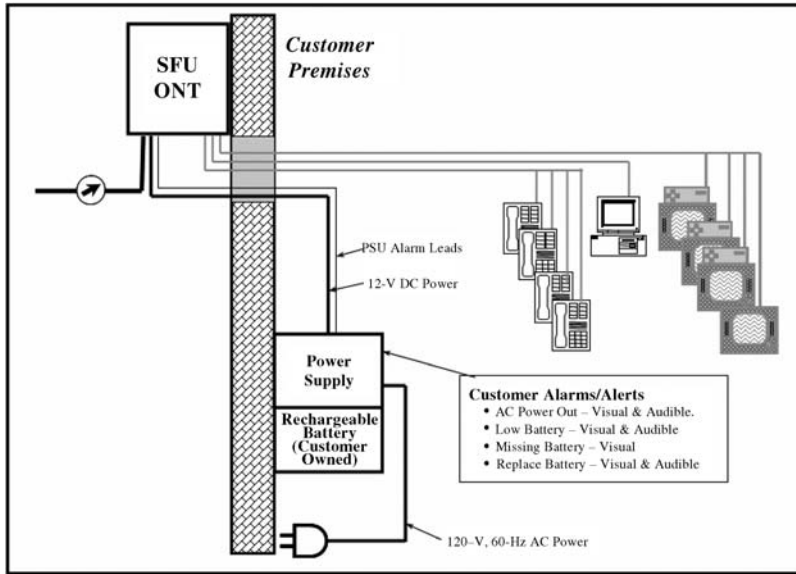 SFU
ONT
Customer
Premises
PSU Alarm Leads
12-V DC Power
Power
Supply
Rechargeable
Battery
(Customer
Owned)
Customer Alarms/Alerts
• AC Power Out – Visual & Audible.
• Low Battery – Visual & Audible
• Missing Battery – Visual
• Replace Battery – Visual & Audible
120–V, 60-Hz AC Power